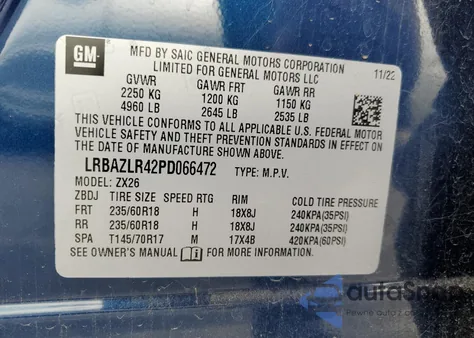 GM
MFD BY SAIC GENERAL MOTORS CORPORATION
LIMITED FOR GENERAL MOTORS LLC
11/22
GVWR GAWR FRT GAWR RR
2250 KG 1200 KG 1150 KG
4960 LB 2645 LB 2535 LB
THIS VEHICLE CONFORMS TO ALL APPLICABLE U.S. FEDERAL MOTOR
VEHICLE SAFETY, BUMPER, AND THEFT PREVENTION STANDARDS IN EFFECT
ON THE DATE OF MANUFACTURE SHOWN ABOVE.
LRBAZLR42PD066472 TYPE: M.P.V.
MODEL: ZX26
ZBDJ TIRE SIZE SPEED RTG RIM COLD TIRE PRESSURE
FRT 235/60R18 H 18X8J 240KPA(35PSI)
RR 235/60R18 H 18X8J 240KPA(35PSI)
SPA T145/70R17 M 17X4B 420KPA(60PSI)
SEE OWNER'S MANUAL FOR MORE INFORMATION
autoSpar